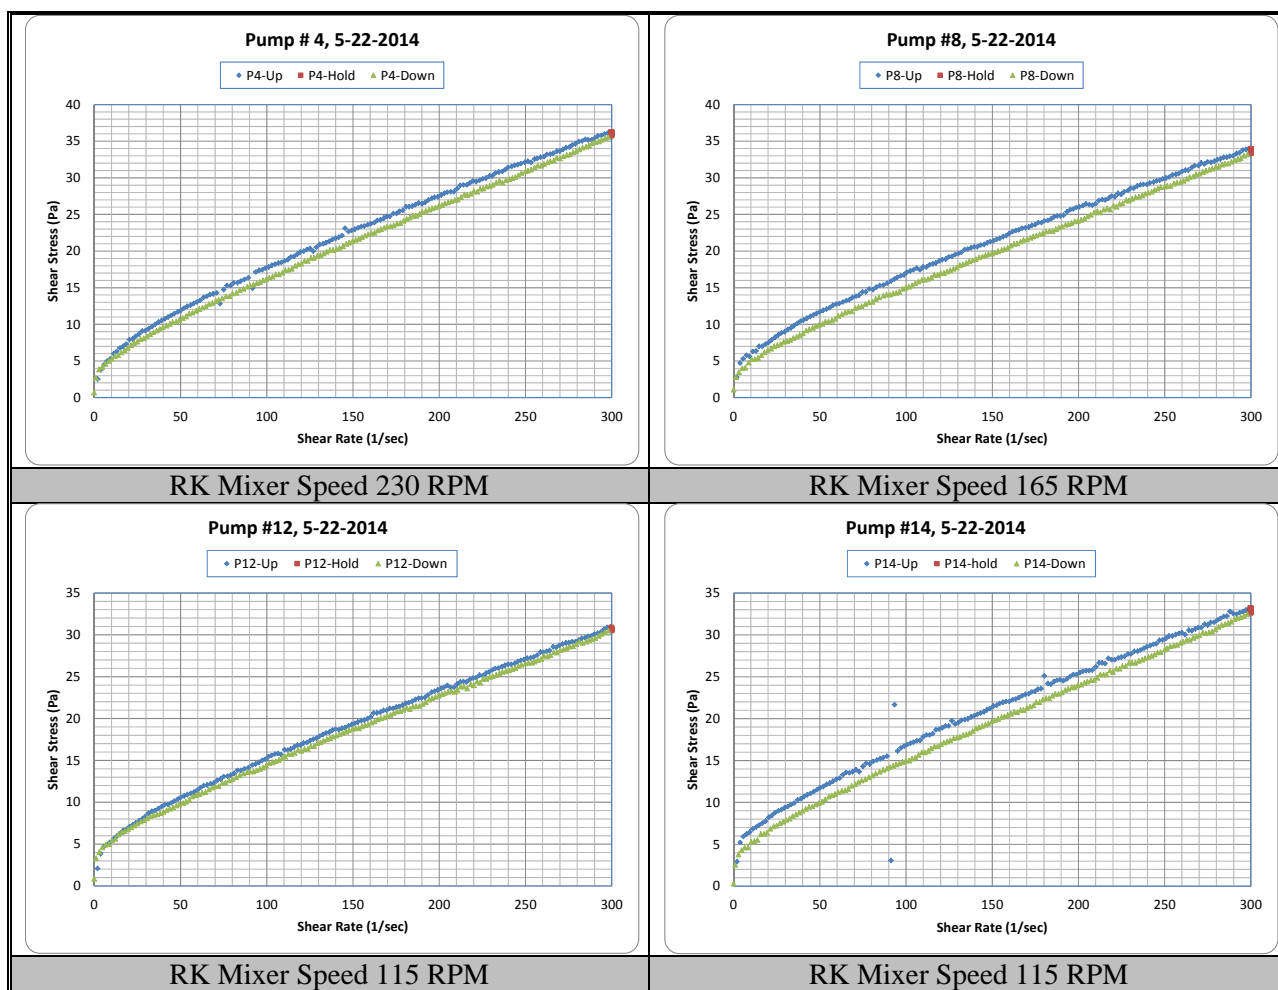 Pump # 4, 5-22-2014
P4-Up P4-Hold P4-Down
40
35
30
25
20
15
10
5
0
Shear Stress (Pa)
0 50 100 150 200 250 300
Shear Rate (1/sec)
RK Mixer Speed 230 RPM
Pump #8, 5-22-2014
P8-Up P8-Hold P8-Down
40
35
30
25
20
15
10
5
0
Shear Stress (Pa)
0 50 100 150 200 250 300
Shear Rate (1/sec)
RK Mixer Speed 165 RPM
Pump #12, 5-22-2014
P12-Up P12-Hold P12-Down
35
30
25
20
15
10
5
0
Shear Stress (Pa)
0 50 100 150 200 250 300
Shear Rate (1/sec)
RK Mixer Speed 115 RPM
Pump #14, 5-22-2014
P14-Up P14-hold P14-Down
35
30
25
20
15
10
5
0
Shear Stress (Pa)
0 50 100 150 200 250 300
Shear Rate (1/sec)
RK Mixer Speed 115 RPM